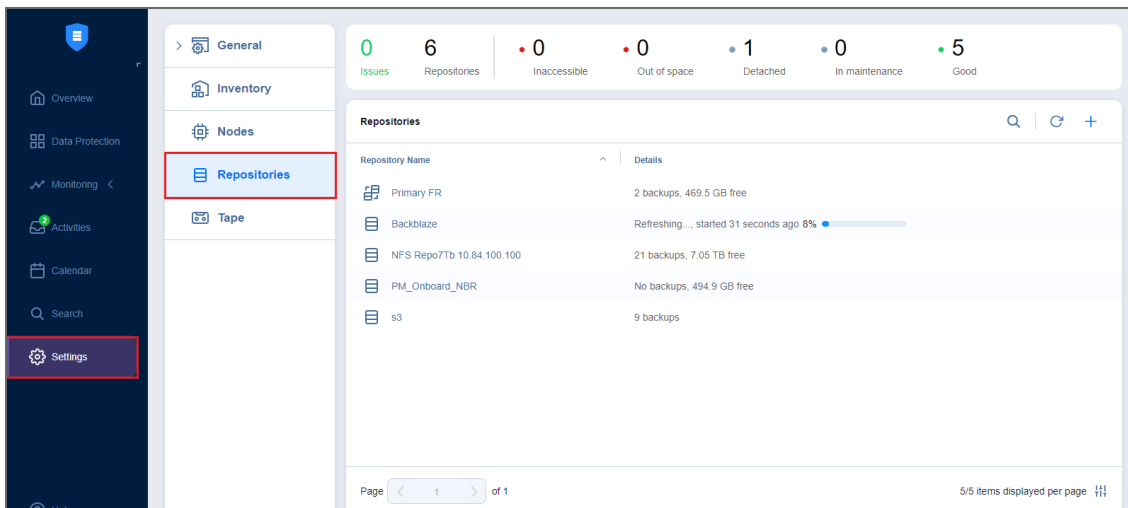 Overview
Data Protection
Monitoring
2
Activities
Calendar
Search
Settings
General
Inventory
Nodes
Repositories
Tape
0 6 0 0 1 0 5
Issues Repositories Inaccessible Out of space Detached In maintenance Good
Repositories
Repository Name Details
Primary FR 2 backups, 469.5 GB free
Backblaze Refreshing..., started 31 seconds ago 8%
NFS Repo7Tb 10.84.100.100 21 backups, 7.05 TB free
PM_Onboard_NBR No backups, 494.9 GB free
s3 9 backups
Page 1 of 1 5/5 items displayed per page